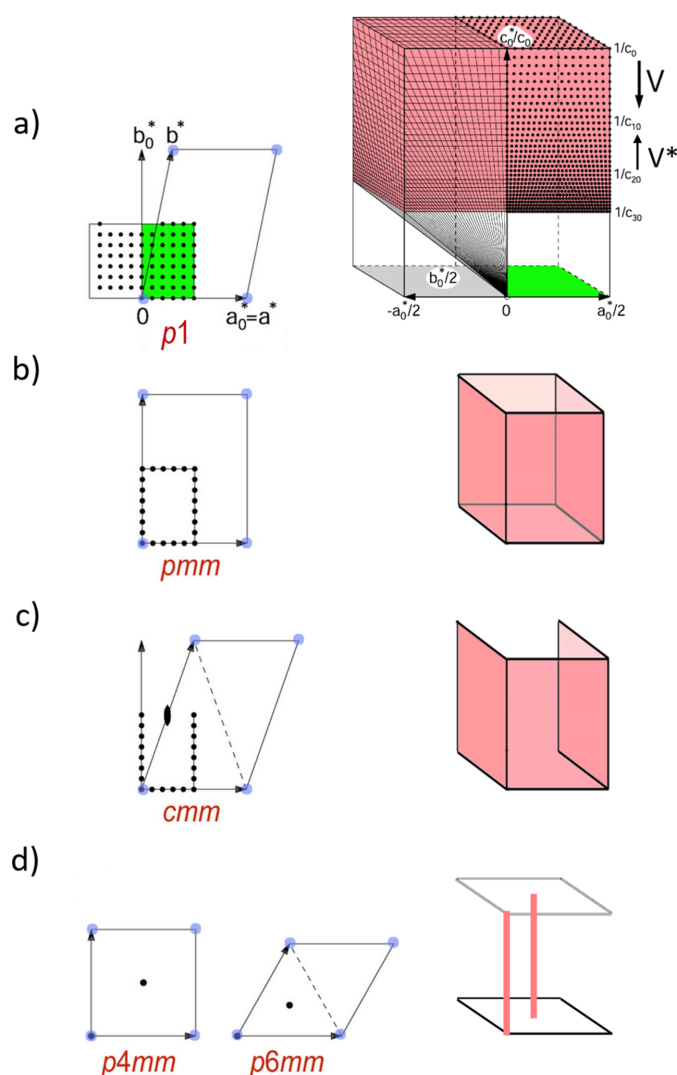 a)
b₀* b*
0 a₀*=a*
p1
c₀*/c₀
1/c₀
V
1/c₁₀
V*
1/c₂₀
1/c₃₀
b₀*/2
-a₀*/2 0 a₀*/2
b)
pmm
c)
cmm
d)
p4mm p6mm